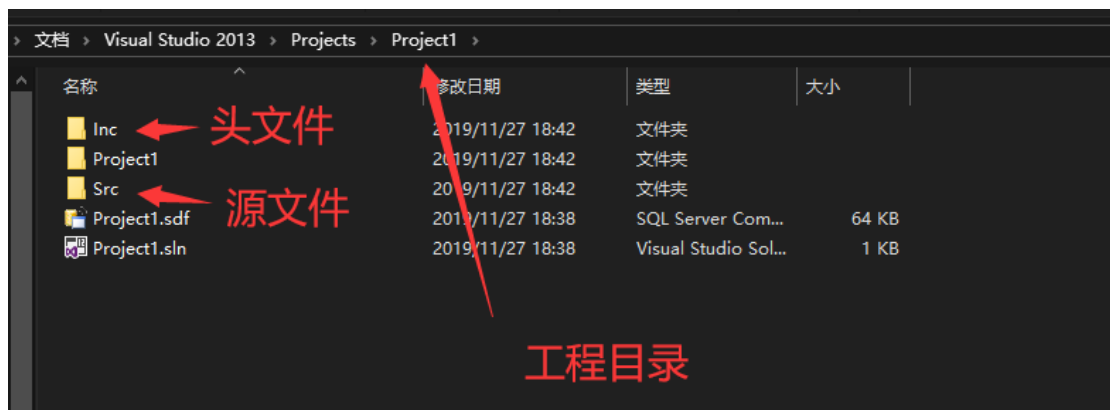 文档 › Visual Studio 2013 › Projects › Project1 ›
名称 修改日期 类型 大小
Inc 头文件 2019/11/27 18:42 文件夹
Project1 2019/11/27 18:42 文件夹
Src 源文件 2019/11/27 18:42 文件夹
Project1.sdf 2019/11/27 18:38 SQL Server Com... 64 KB
Project1.sln 2019/11/27 18:38 Visual Studio Sol... 1 KB
工程目录